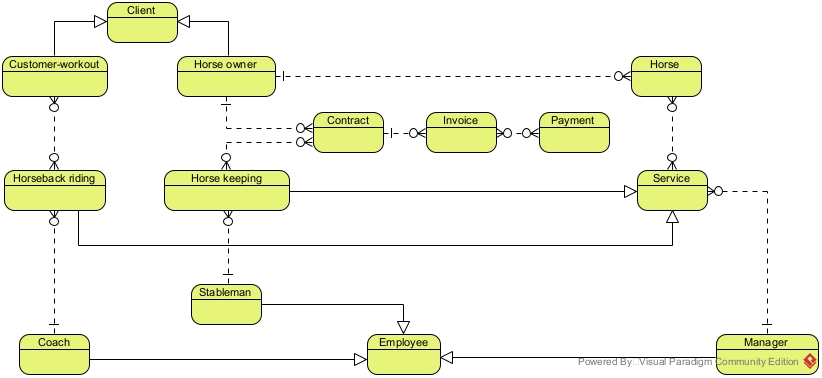 Client
Customer-workout
Horse owner
Horse
Contract
Invoice
Payment
Horseback riding
Horse keeping
Service
Stableman
Coach
Employee
Manager
Powered By Visual Paradigm Community Edition